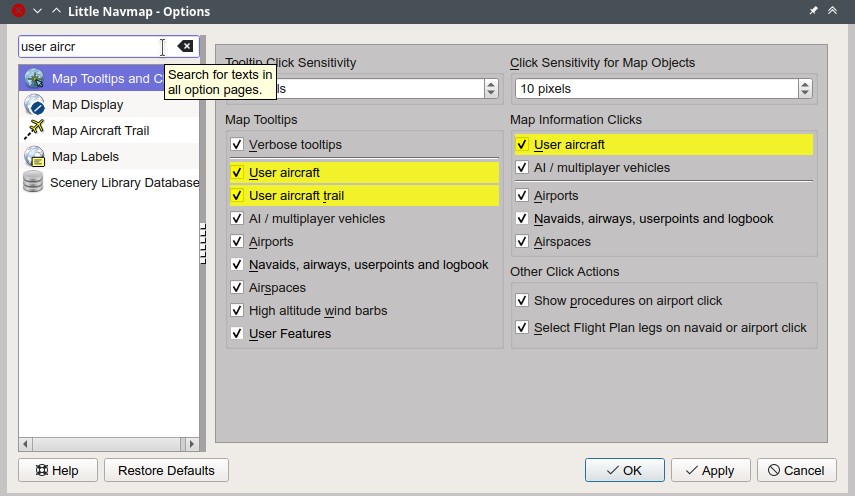 Little Navmap - Options
user aircr
Search for texts in
all option pages.
Map Tooltips and C
Map Display
Map Aircraft Trail
Map Labels
Scenery Library Database
Tooltip Click Sensitivity
Click Sensitivity for Map Objects
10 pixels
Map Tooltips
Verbose tooltips
User aircraft
User aircraft trail
AI / multiplayer vehicles
Airports
Navaids, airways, userpoints and logbook
Airspaces
High altitude wind barbs
User Features
Map Information Clicks
User aircraft
AI / multiplayer vehicles
Airports
Navaids, airways, userpoints and logbook
Airspaces
Other Click Actions
Show procedures on airport click
Select Flight Plan legs on navaid or airport click
Help
Restore Defaults
OK
Apply
Cancel